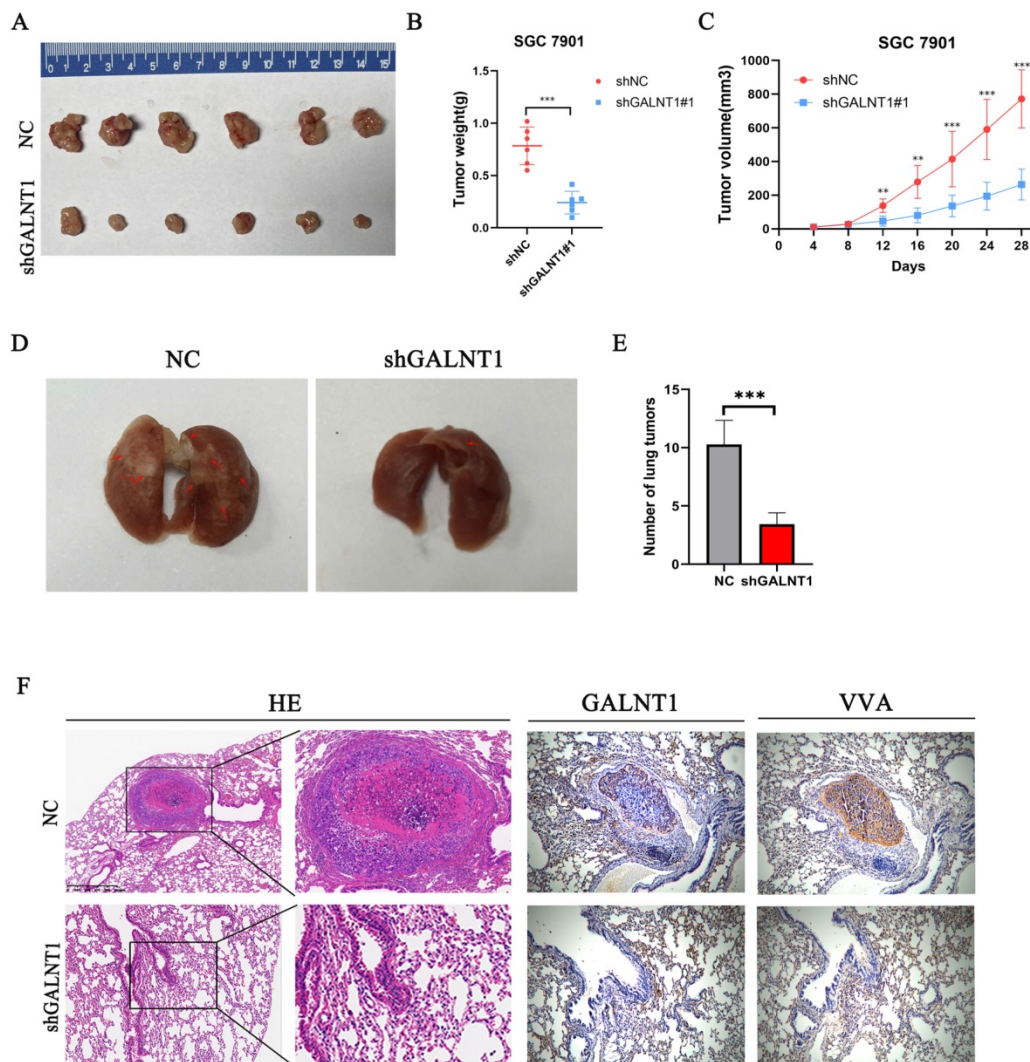 A
0 1 2 3 4 5 6 7 8 9 10 11 12 13 14 15
NC
shGALNT1
B
SGC 7901
Tumor weight(g)
1.5
1.0
0.5
0.0
shNC
shGALNT1#1
***
shNC
shGALNT1#1
C
SGC 7901
Tumor volume(mm3)
1000
800
600
400
200
0
shNC
shGALNT1#1
** ** *** *** ***
0 4 8 12 16 20 24 28
Days
D
NC
shGALNT1
E
Number of lung tumors
15
10
5
0
***
NC shGALNT1
F
HE
GALNT1
VVA
NC
shGALNT1